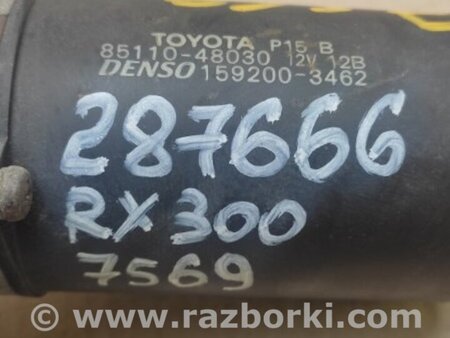 TOYOTA P15 B
85110-48030 12V 12B
DENSO 159200-3462
287666
RX300
7569
© www.razborki.com/